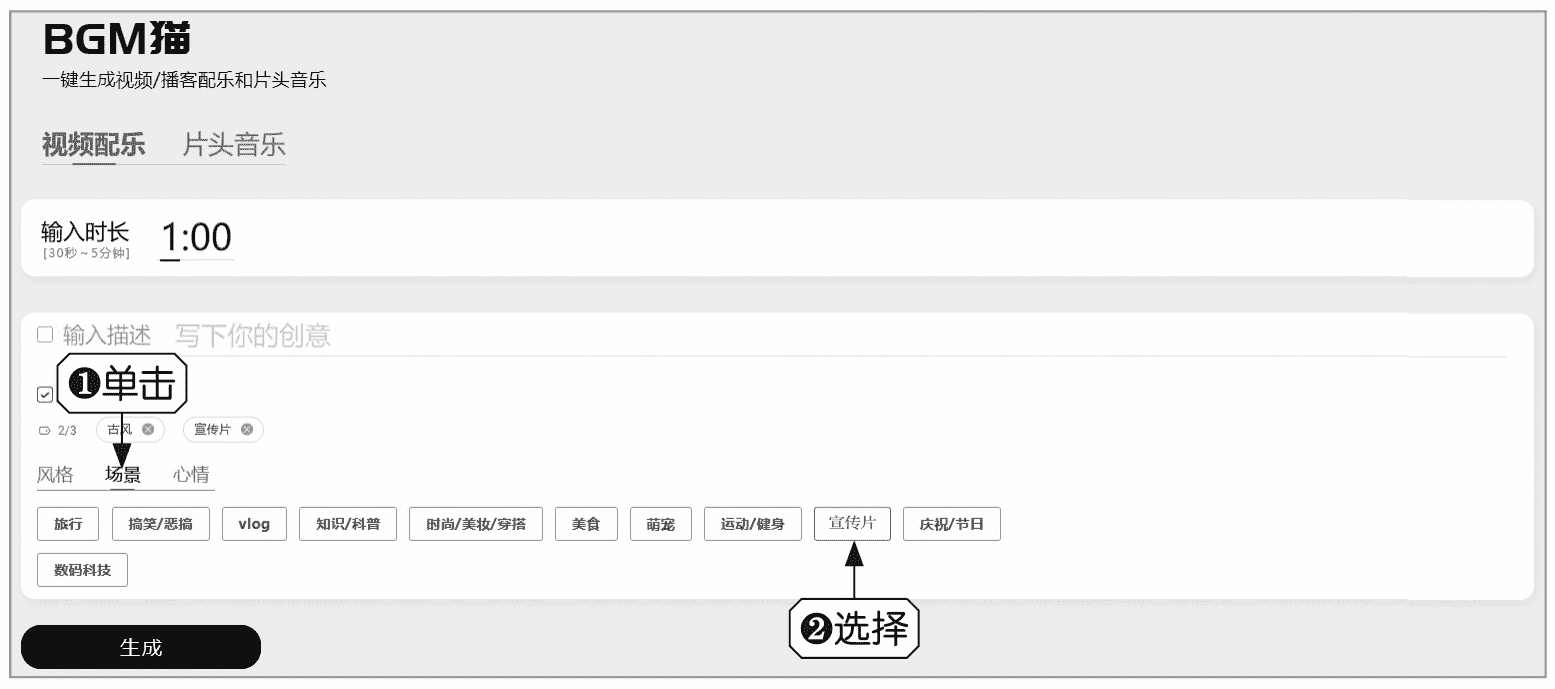 BGM猫
一键生成视频/播客配乐和片头音乐
视频配乐 片头音乐
输入时长 1:00
[30秒~5分钟]
输入描述 写下你的创意
❶单击
2/3 古风 宣传片
风格 场景 心情
旅行 搞笑/恶搞 vlog 知识/科普 时尚/美妆/穿搭 美食 萌宠 运动/健身 宣传片 庆祝/节日
数码科技
❷选择
生成